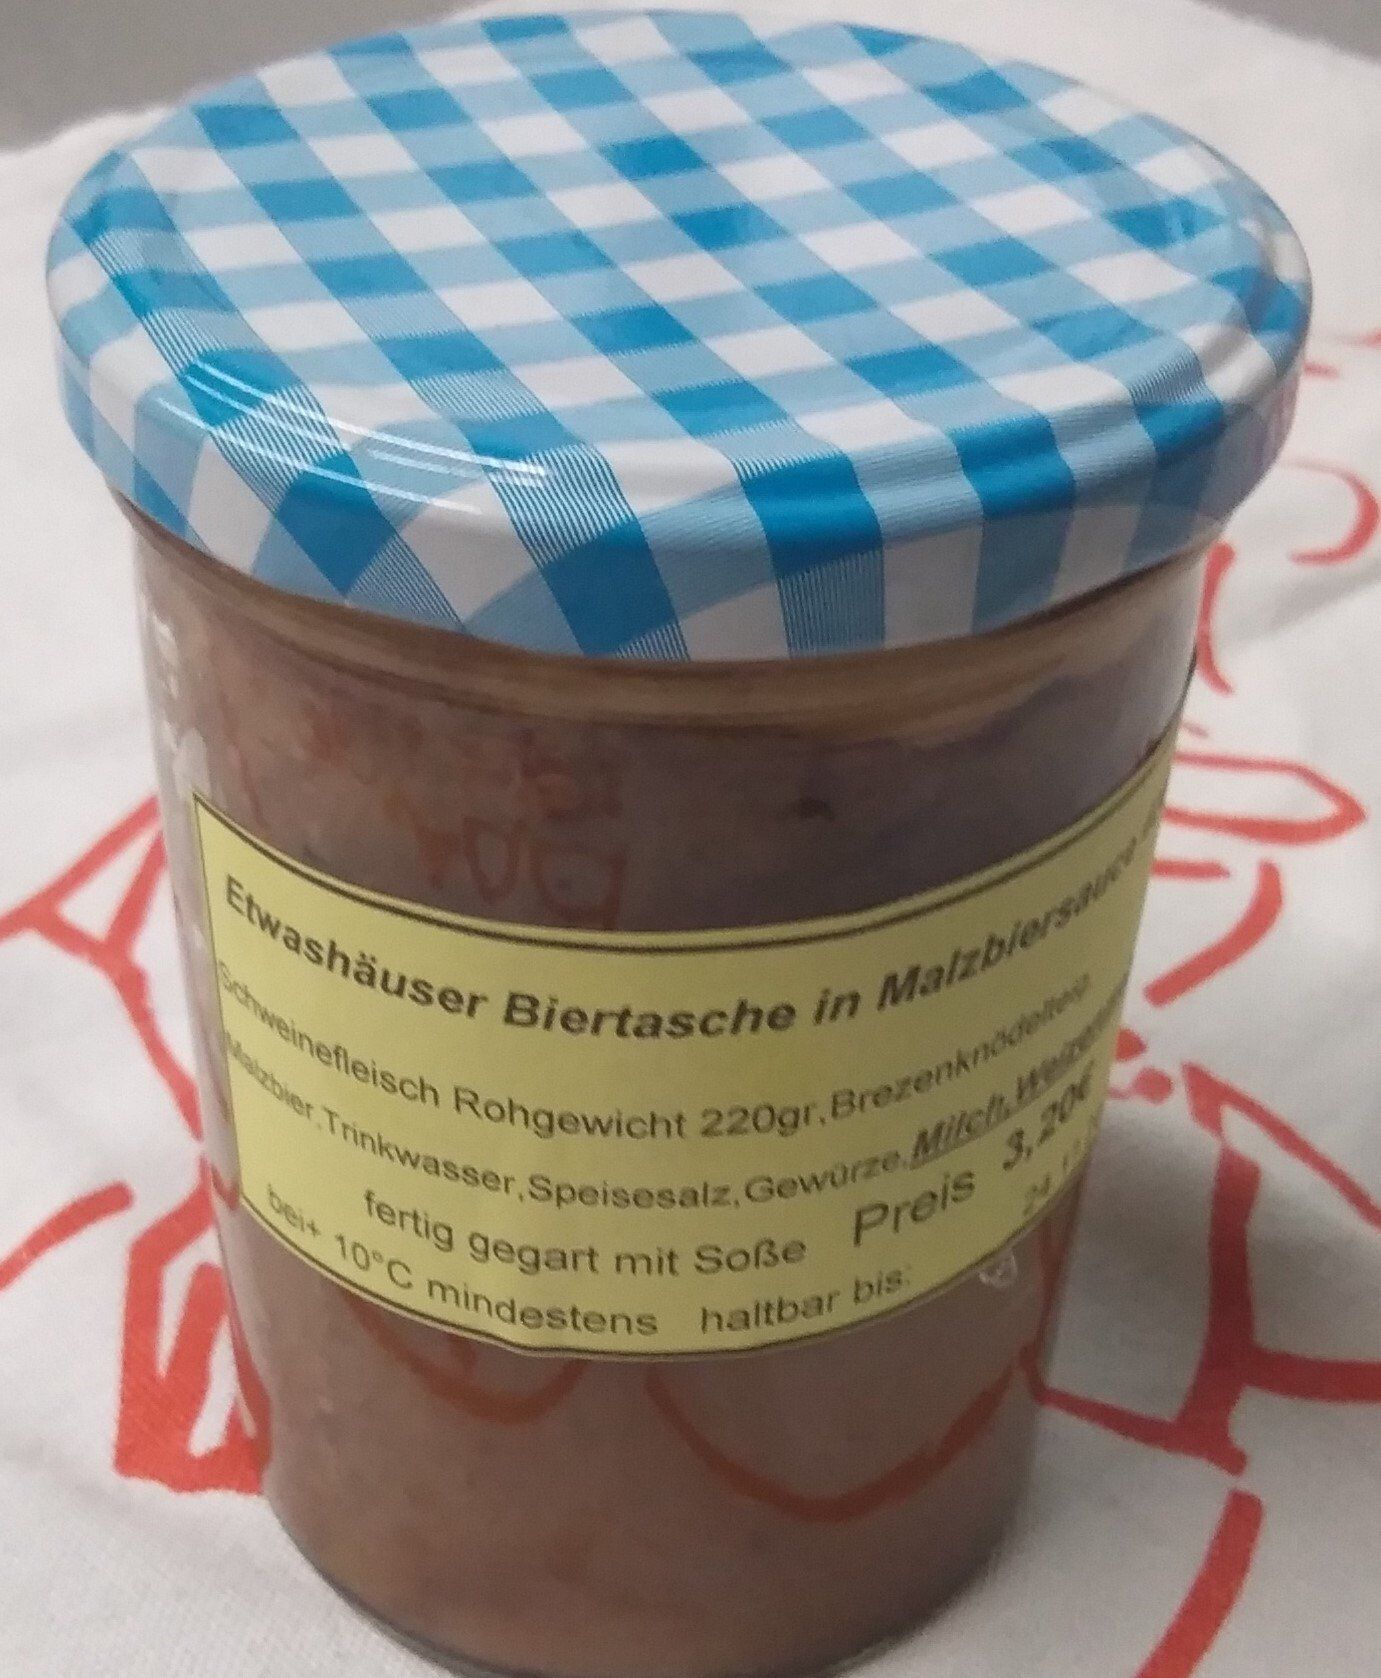 Etwashäuser Biertasche in Malzbiersauce
Schweinefleisch Rohgewicht 220gr,Brezenknödelteig
Malzbier,Trinkwasser,Speisesalz,Gewürze,Milch,
fertig gegart mit Soße Preis 3,20€
bei+ 10°C mindestens haltbar bis: